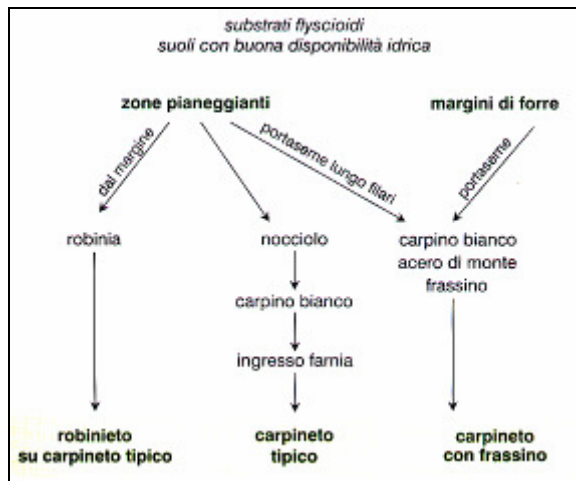 substrati flyscioidi
suoli con buona disponibilità idrica
zone pianeggianti
margini di forre
dal margine
portaseme lungo filari
portaseme
robinia
nocciolo
carpino bianco
acero di monte
frassino
carpino bianco
ingresso farnia
robinieto
su carpineto tipico
carpineto
tipico
carpineto
con frassino